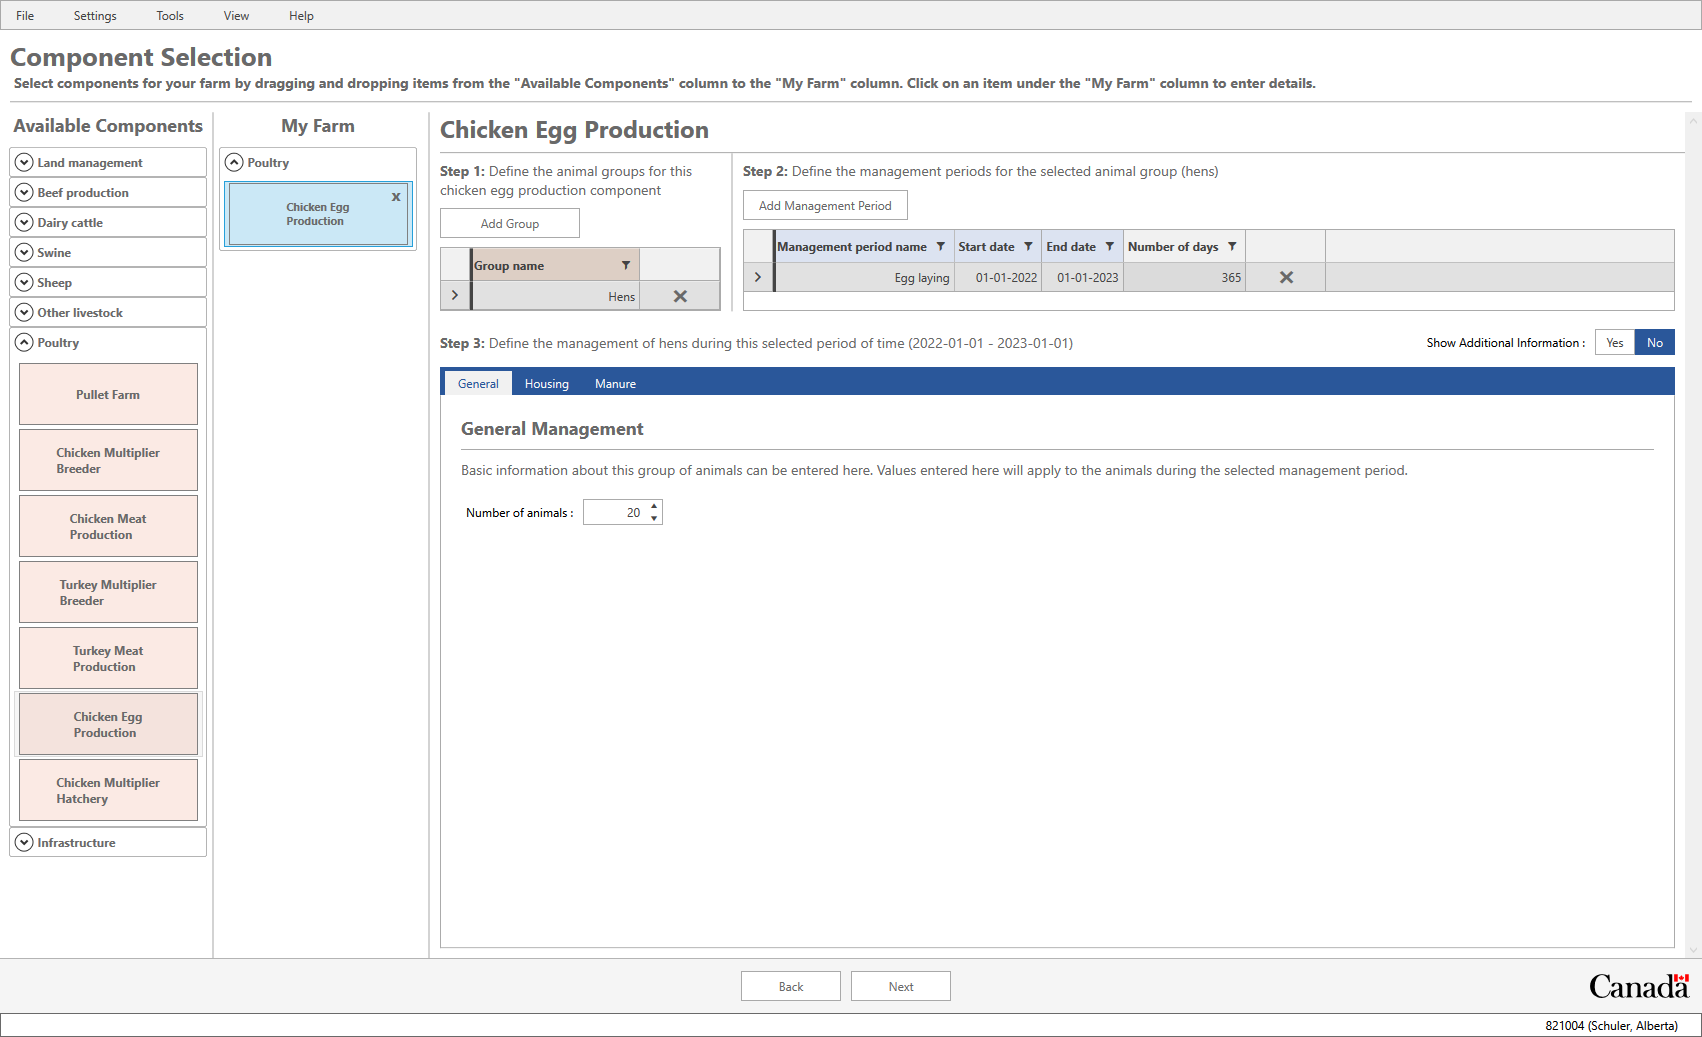 File Settings Tools View Help
Component Selection
Select components for your farm by dragging and dropping items from the "Available Components" column to the "My Farm" column. Click on an item under the "My Farm" column to enter details.
Available Components
Land management
Beef production
Dairy cattle
Swine
Sheep
Other livestock
Poultry
Pullet Farm
Chicken Multiplier
Breeder
Chicken Meat
Production
Turkey Multiplier
Breeder
Turkey Meat
Production
Chicken Egg
Production
Chicken Multiplier
Hatchery
Infrastructure
My Farm
Poultry
Chicken Egg
Production
x
Chicken Egg Production
Step 1: Define the animal groups for this
chicken egg production component
Add Group
Group name
Hens
Step 2: Define the management periods for the selected animal group (hens)
Add Management Period
Management period name Start date End date Number of days
Egg laying 01-01-2022 01-01-2023 365
Step 3: Define the management of hens during this selected period of time (2022-01-01 - 2023-01-01)
Show Additional Information : Yes No
General Housing Manure
General Management
Basic information about this group of animals can be entered here. Values entered here will apply to the animals during the selected management period.
Number of animals : 20
Back Next
Canada
821004 (Schuler, Alberta)